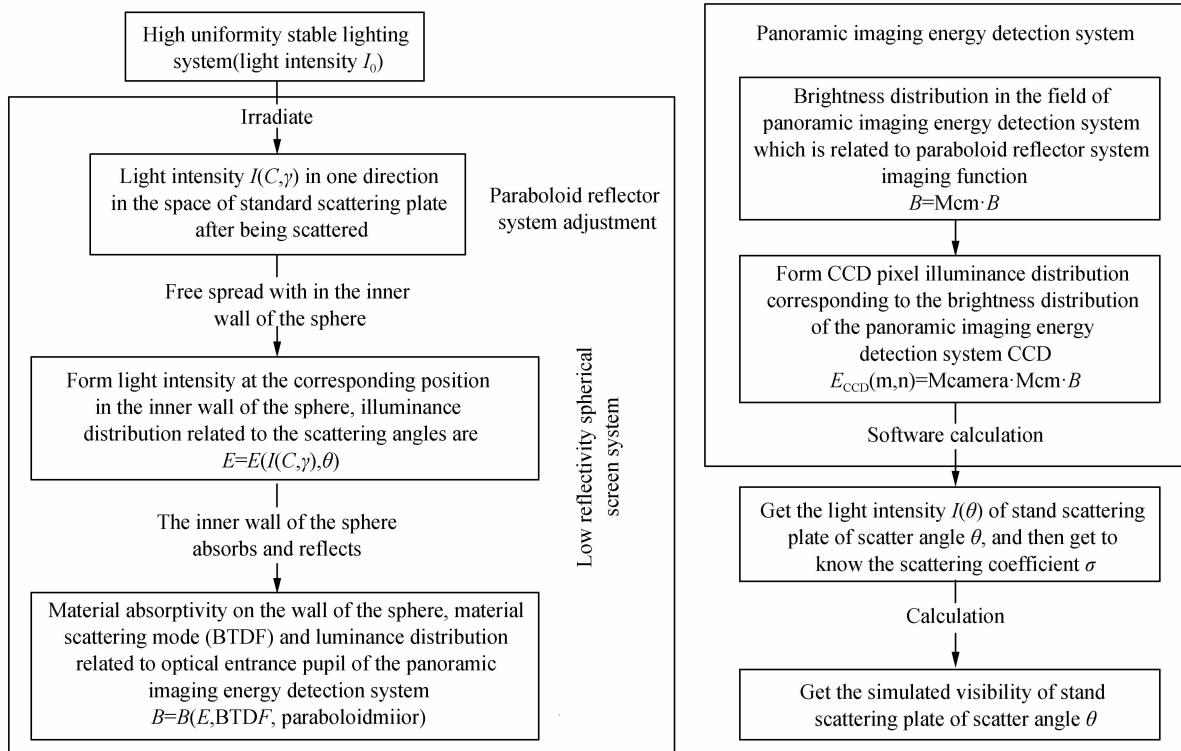 High uniformity stable lighting
system(light intensity I₀)
Irradiate
Light intensity I(C,γ) in one direction
in the space of standard scattering plate
after being scattered
Paraboloid reflector
system adjustment
Free spread with in the inner
wall of the sphere
Form light intensity at the corresponding position
in the inner wall of the sphere, illuminance
distribution related to the scattering angles are
E=E(I(C,γ),θ)
Low reflectivity spherical
screen system
The inner wall of the sphere
absorbs and reflects
Material absorptivity on the wall of the sphere, material
scattering mode (BTDF) and luminance distribution
related to optical entrance pupil of the panoramic
imaging energy detection system
B=B(E,BTDF, paraboloidmiior)
Panoramic imaging energy detection system
Brightness distribution in the field of
panoramic imaging energy detection system
which is related to paraboloid reflector system
imaging function
B=Mcm·B
Form CCD pixel illuminance distribution
corresponding to the brightness distribution
of the panoramic imaging energy
detection system CCD
E_CCD(m,n)=Mcamera·Mcm·B
Software calculation
Get the light intensity I(θ) of stand scattering
plate of scatter angle θ, and then get to
know the scattering coefficient σ
Calculation
Get the simulated visibility of stand
scattering plate of scatter angle θ